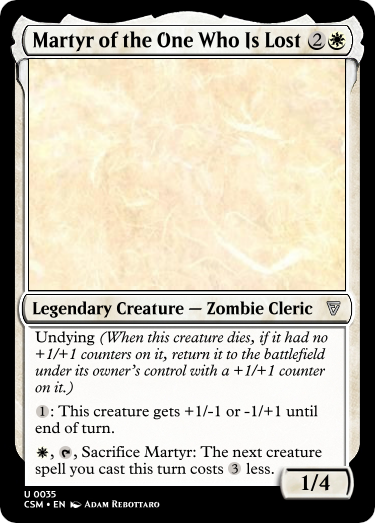 Martyr of the One Who Is Lost 2
Legendary Creature — Zombie Cleric
Undying (When this creature dies, if it had no
+1/+1 counters on it, return it to the battlefield
under its owner's control with a +1/+1 counter
on it.)
1: This creature gets +1/-1 or -1/+1 until
end of turn.
, , Sacrifice Martyr: The next creature
spell you cast this turn costs 3 less.
1/4
U 0035
CSM • EN Adam Rebottaro